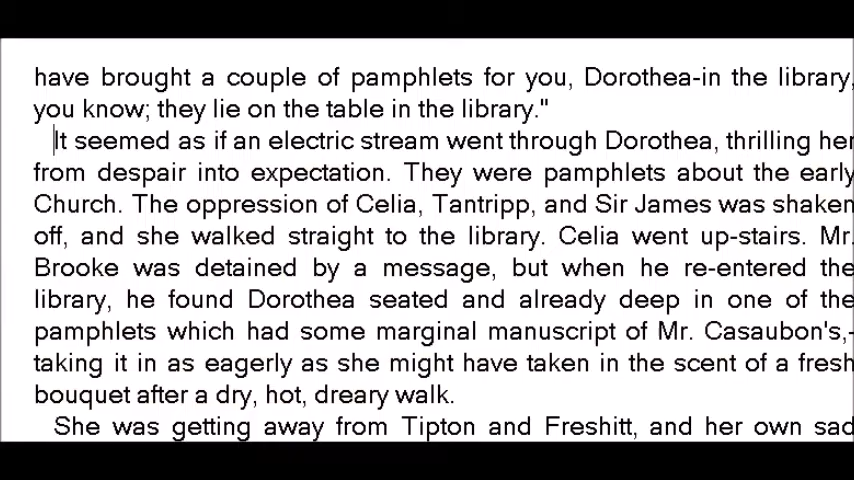 have brought a couple of pamphlets for you, Dorothea-in the library,
you know; they lie on the table in the library."
It seemed as if an electric stream went through Dorothea, thrilling her
from despair into expectation. They were pamphlets about the early
Church. The oppression of Celia, Tantripp, and Sir James was shaken
off, and she walked straight to the library. Celia went up-stairs. Mr.
Brooke was detained by a message, but when he re-entered the
library, he found Dorothea seated and already deep in one of the
pamphlets which had some marginal manuscript of Mr. Casaubon's,-
taking it in as eagerly as she might have taken in the scent of a fresh
bouquet after a dry, hot, dreary walk.
She was getting away from Tipton and Freshitt, and her own sad